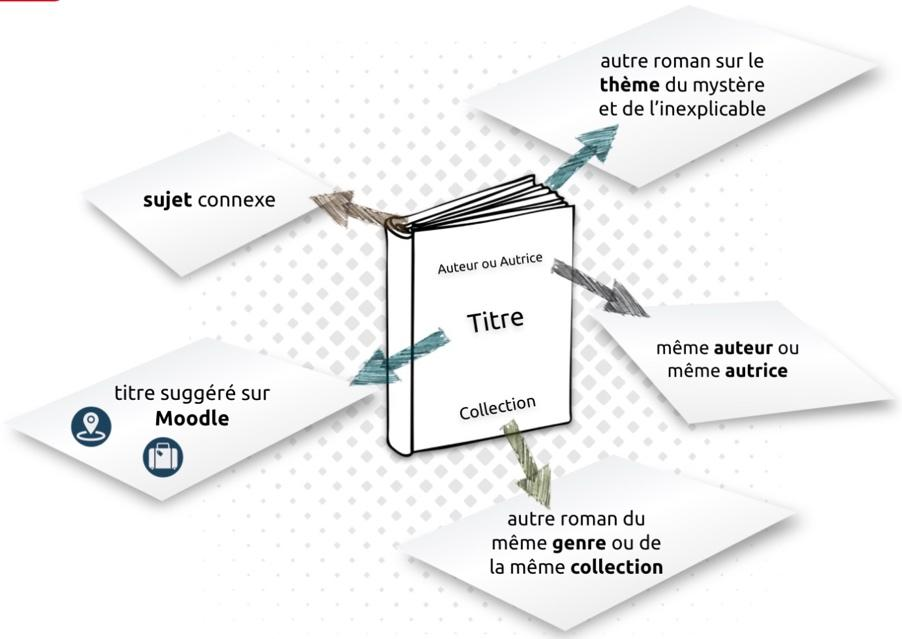 autre roman sur le
thème du mystère
et de l'inexplicable
sujet connexe
Auteur ou Autrice
Titre
Collection
même auteur ou
même autrice
titre suggéré sur
Moodle
autre roman du
même genre ou de
la même collection